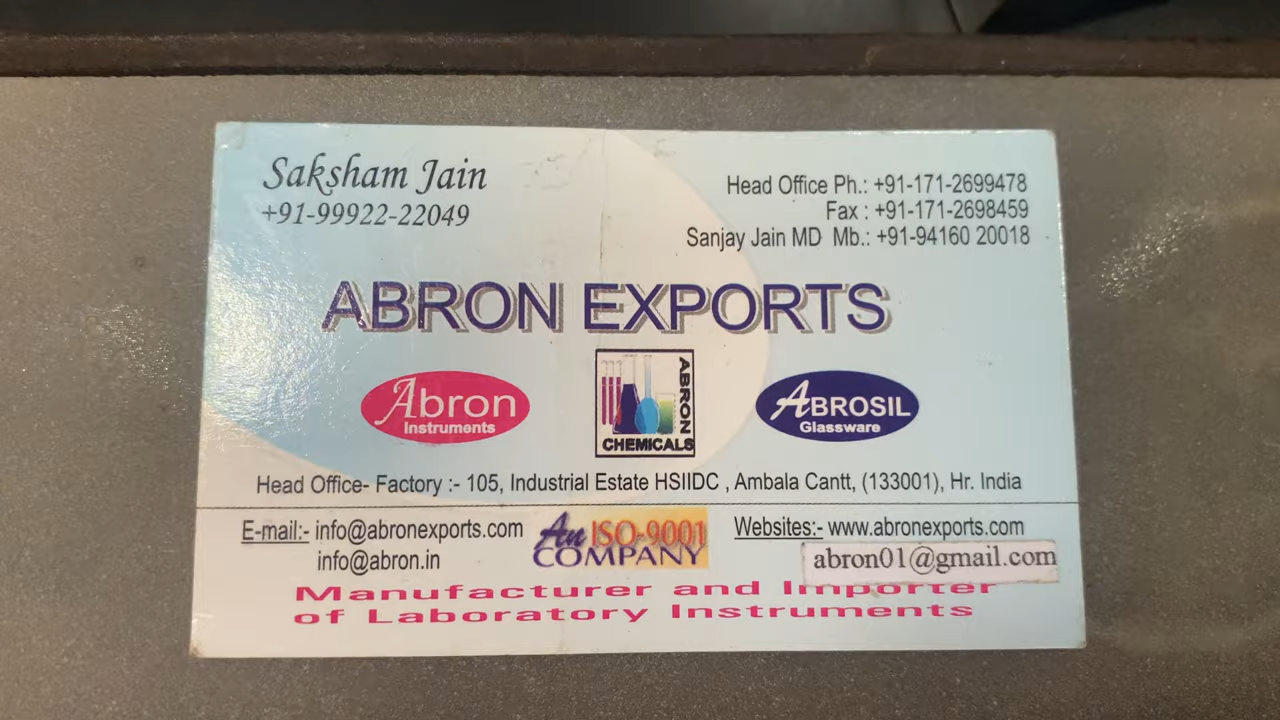 Saksham Jain
+91-99922-22049
Head Office Ph.: +91-171-2699478
Fax : +91-171-2698459
Sanjay Jain MD Mb.: +91-94160 20018
ABRON EXPORTS
Abron
Instruments
ABRON
CHEMICALS
ABROSIL
Glassware
Head Office- Factory :- 105, Industrial Estate HSIIDC , Ambala Cantt, (133001), Hr. India
E-mail:- info@abronexports.com
info@abron.in
An ISO-9001
COMPANY
Websites:- www.abronexports.com
abron01@gmail.com
Manufacturer and Importer
of Laboratory Instruments